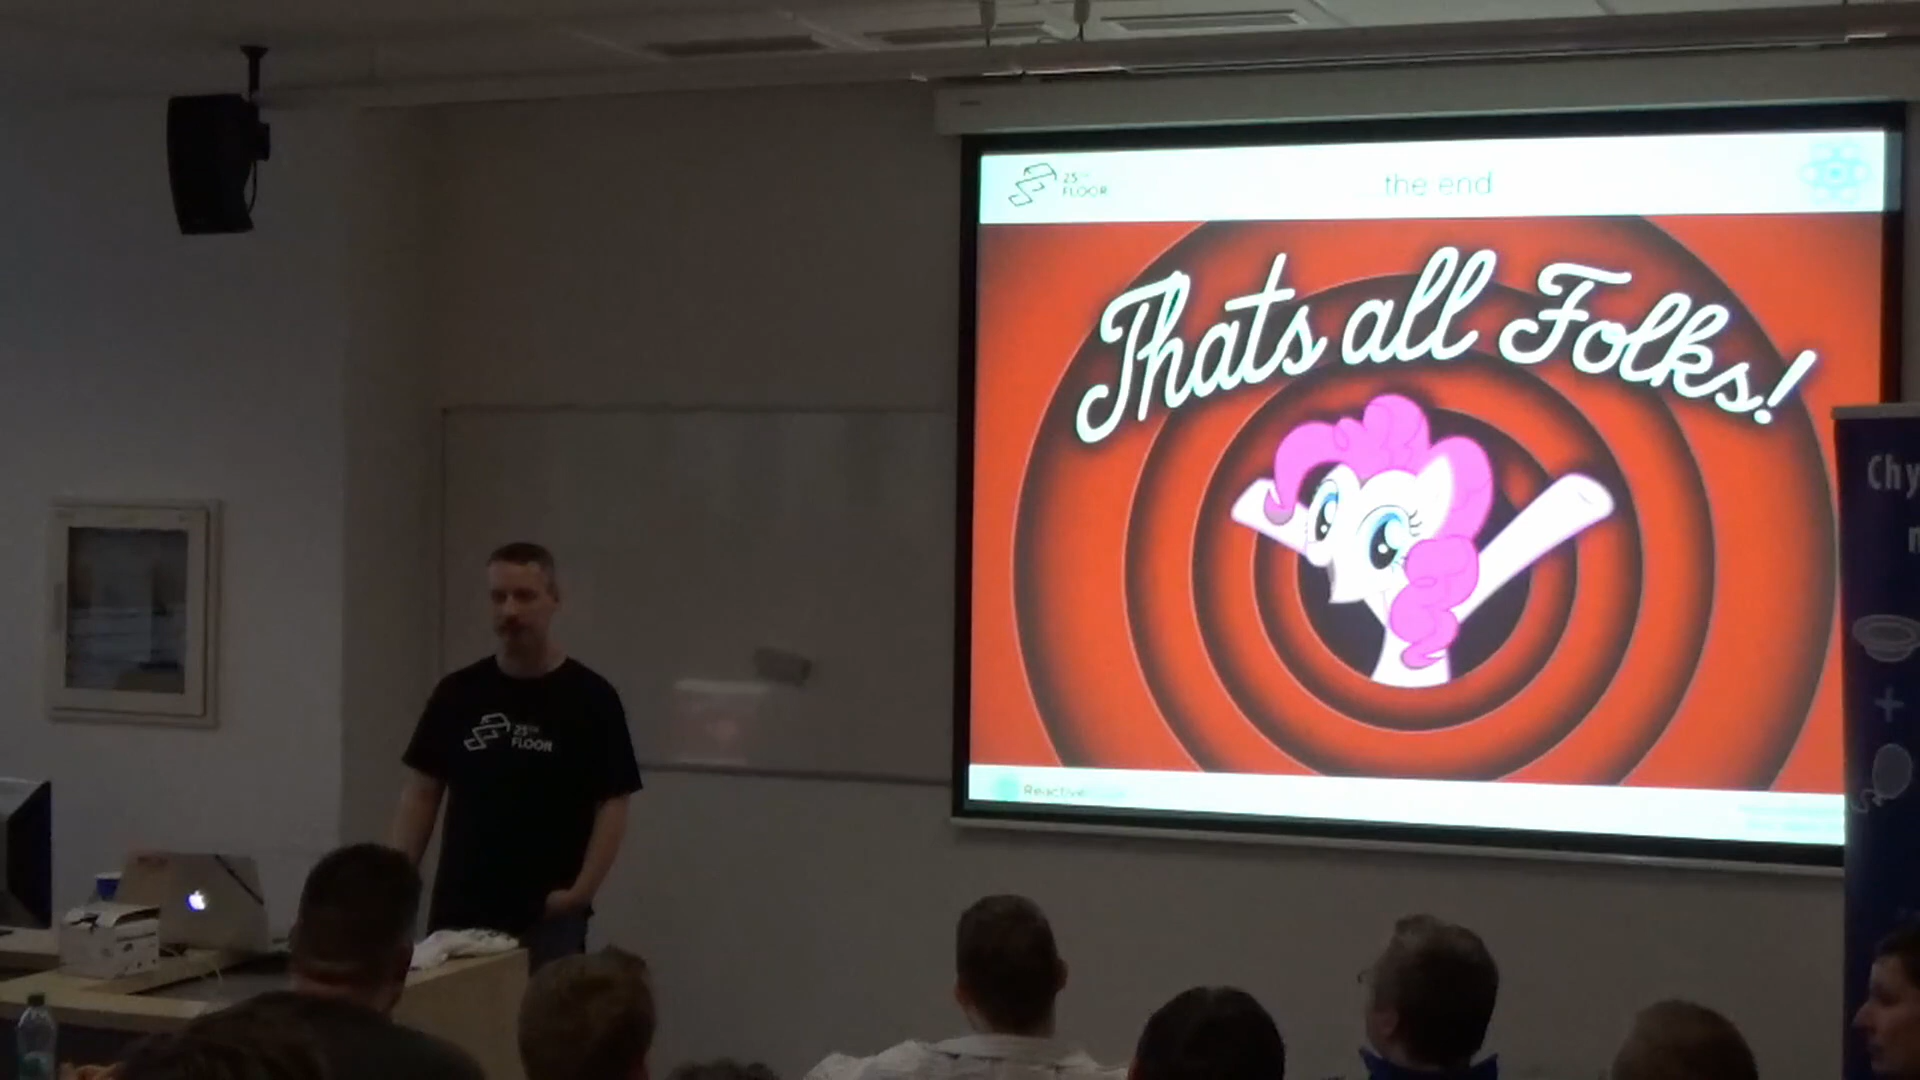 25TH
FLOOR
the end
Thats all Folks!
Reactive
25TH
FLOOR
Chy